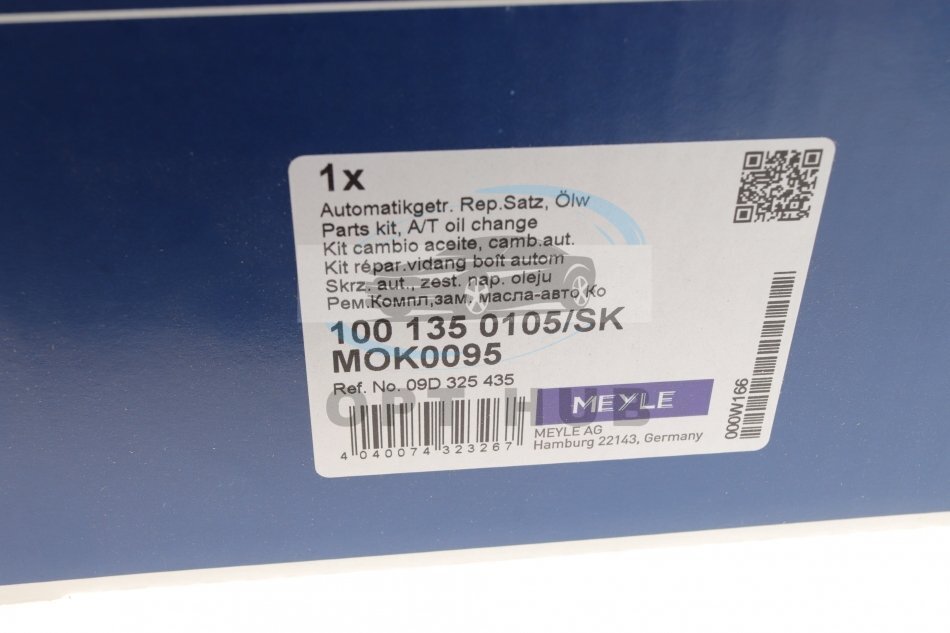 1x
Automatikgetr. Rep.Satz, Ölw
Parts kit, A/T oil change
Kit cambio aceite, camb.aut.
Kit répar.vidang boît autom
Skrz. aut., zest. nap. oleju
Рем.Компл,зам. масла-авто Ко
100 135 0105/SK
MOK0095
Ref. No. 09D 325 435
OPT HUB
MEYLE
MEYLE AG
Hamburg 22143, Germany
4 040074 323267
000W166